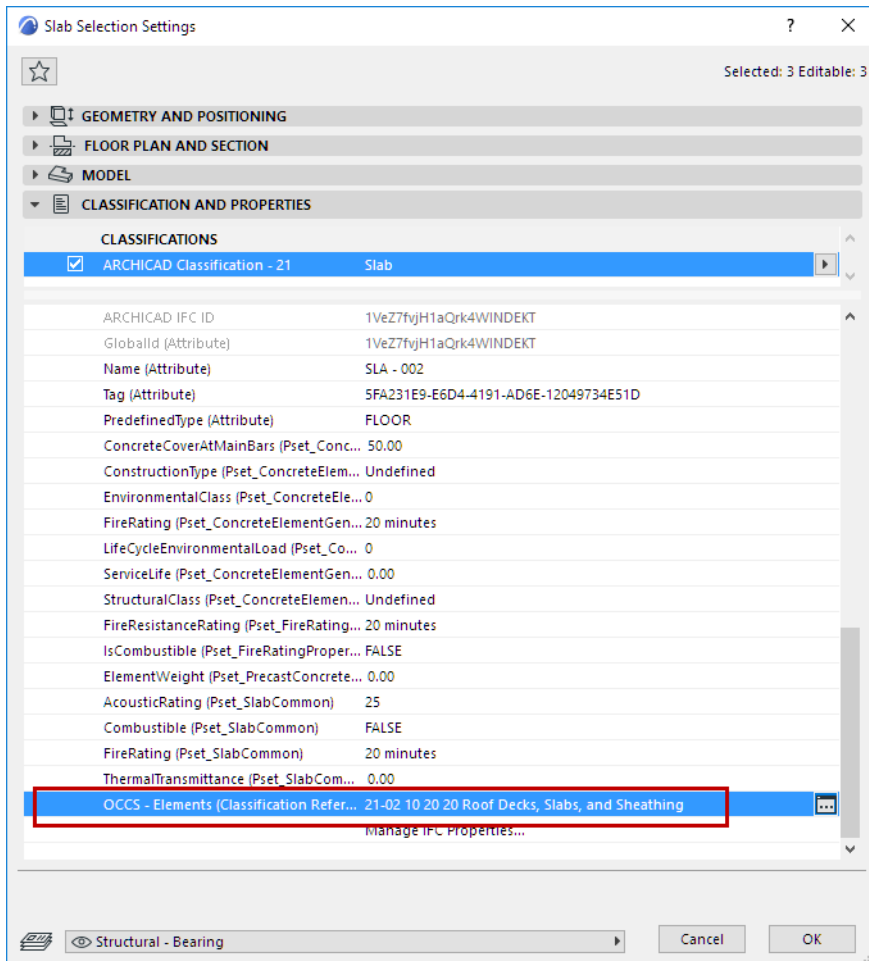 Slab Selection Settings
?
Selected: 3 Editable: 3
GEOMETRY AND POSITIONING
FLOOR PLAN AND SECTION
MODEL
CLASSIFICATION AND PROPERTIES
CLASSIFICATIONS
ARCHICAD Classification - 21 Slab
ARCHICAD IFC ID 1VeZ7fvjH1aQrk4WINDEKT
GlobalId (Attribute) 1VeZ7fvjH1aQrk4WINDEKT
Name (Attribute) SLA - 002
Tag (Attribute) 5FA231E9-E6D4-4191-AD6E-12049734E51D
PredefinedType (Attribute) FLOOR
ConcreteCoverAtMainBars (Pset_Conc... 50.00
ConstructionType (Pset_ConcreteElem... Undefined
EnvironmentalClass (Pset_ConcreteEle... 0
FireRating (Pset_ConcreteElementGen... 20 minutes
LifeCycleEnvironmentalLoad (Pset_Co... 0
ServiceLife (Pset_ConcreteElementGen... 0.00
StructuralClass (Pset_ConcreteElemen... Undefined
FireResistanceRating (Pset_FireRating... 20 minutes
IsCombustible (Pset_FireRatingProper... FALSE
ElementWeight (Pset_PrecastConcrete... 0.00
AcousticRating (Pset_SlabCommon) 25
Combustible (Pset_SlabCommon) FALSE
FireRating (Pset_SlabCommon) 20 minutes
ThermalTransmittance (Pset_SlabCom... 0.00
OCCS - Elements (Classification Refer... 21-02 10 20 20 Roof Decks, Slabs, and Sheathing
Manage IFC Properties...
Structural - Bearing
Cancel
OK